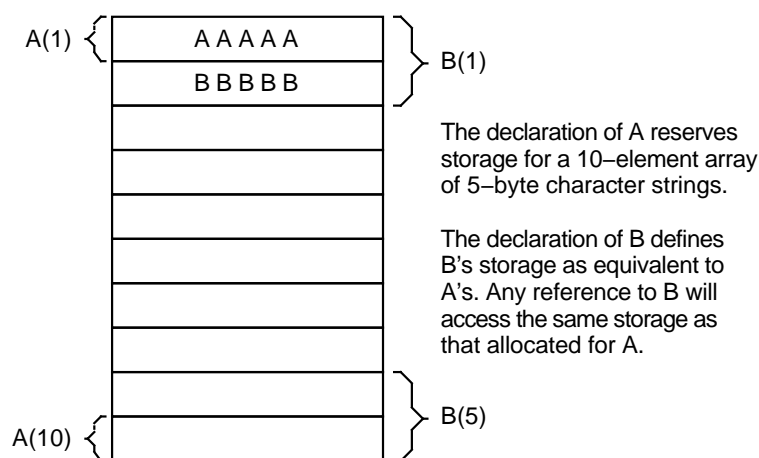 A(1)
A A A A A
B(1)
B B B B B
The declaration of A reserves
storage for a 10–element array
of 5–byte character strings.
The declaration of B defines
B's storage as equivalent to
A's. Any reference to B will
access the same storage as
that allocated for A.
B(5)
A(10)